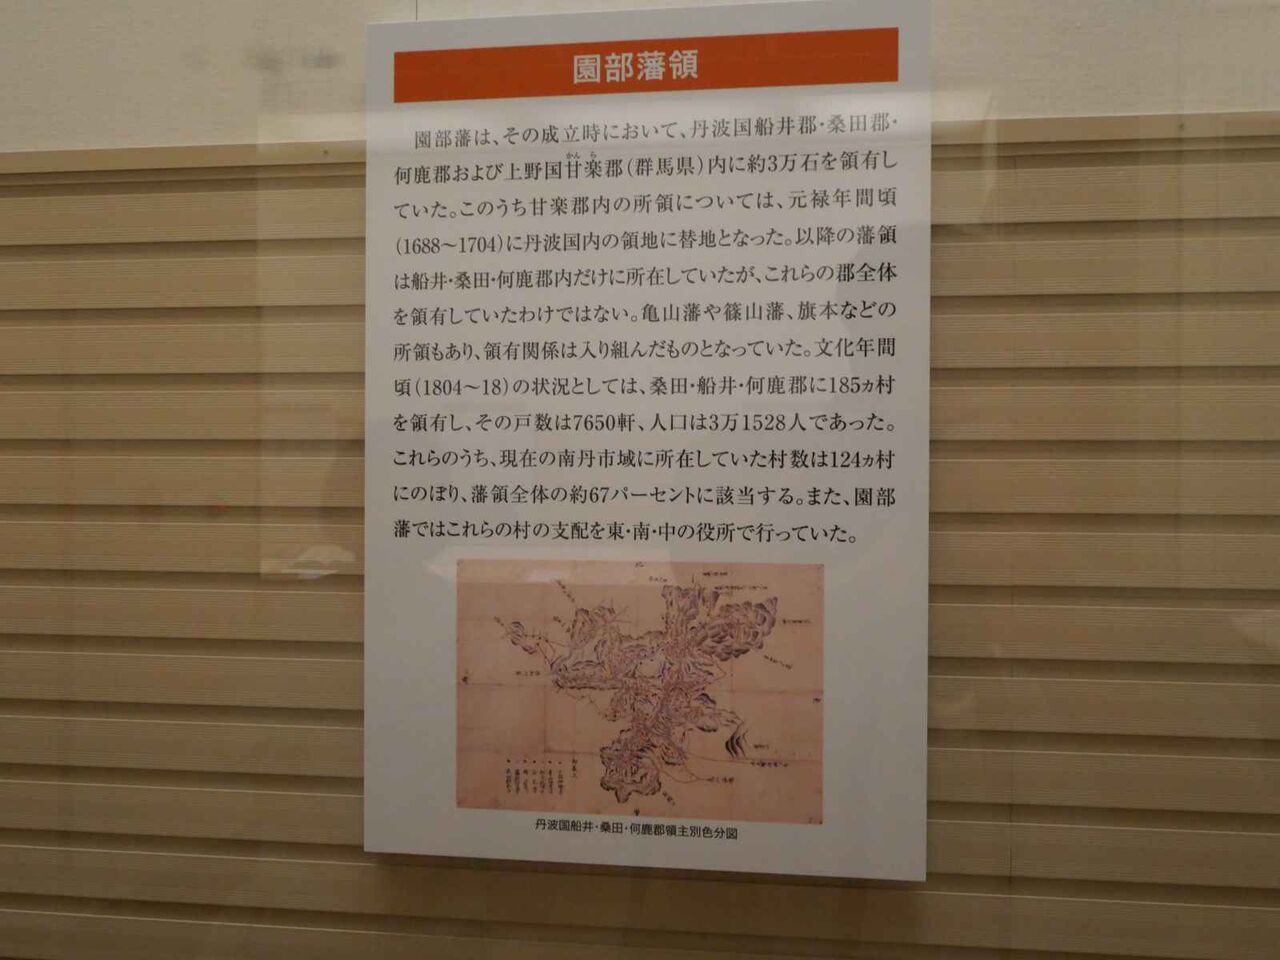 園部藩領
園部藩は、その成立時において、丹波国船井郡・桑田郡・
何鹿郡および上野国甘楽郡（群馬県）内に約3万石を領有し
かんら
ていた。このうち甘楽郡内の所領については、元禄年間頃
（1688〜1704）に丹波国内の領地に替地となった。以降の藩領
は船井・桑田・何鹿郡内だけに所在していたが、これらの郡全体
を領有していたわけではない。亀山藩や篠山藩、旗本などの
所領もあり、領有関係は入り組んだものとなっていた。文化年間
頃（1804〜18）の状況としては、桑田・船井・何鹿郡に185ヵ村
を領有し、その戸数は7650軒、人口は3万1528人であった。
これらのうち、現在の南丹市域に所在していた村数は124ヵ村
にのぼり、藩領全体の約67パーセントに該当する。また、園部
藩ではこれらの村の支配を東・南・中の役所で行っていた。
丹波国船井・桑田・何鹿郡領主別色分図